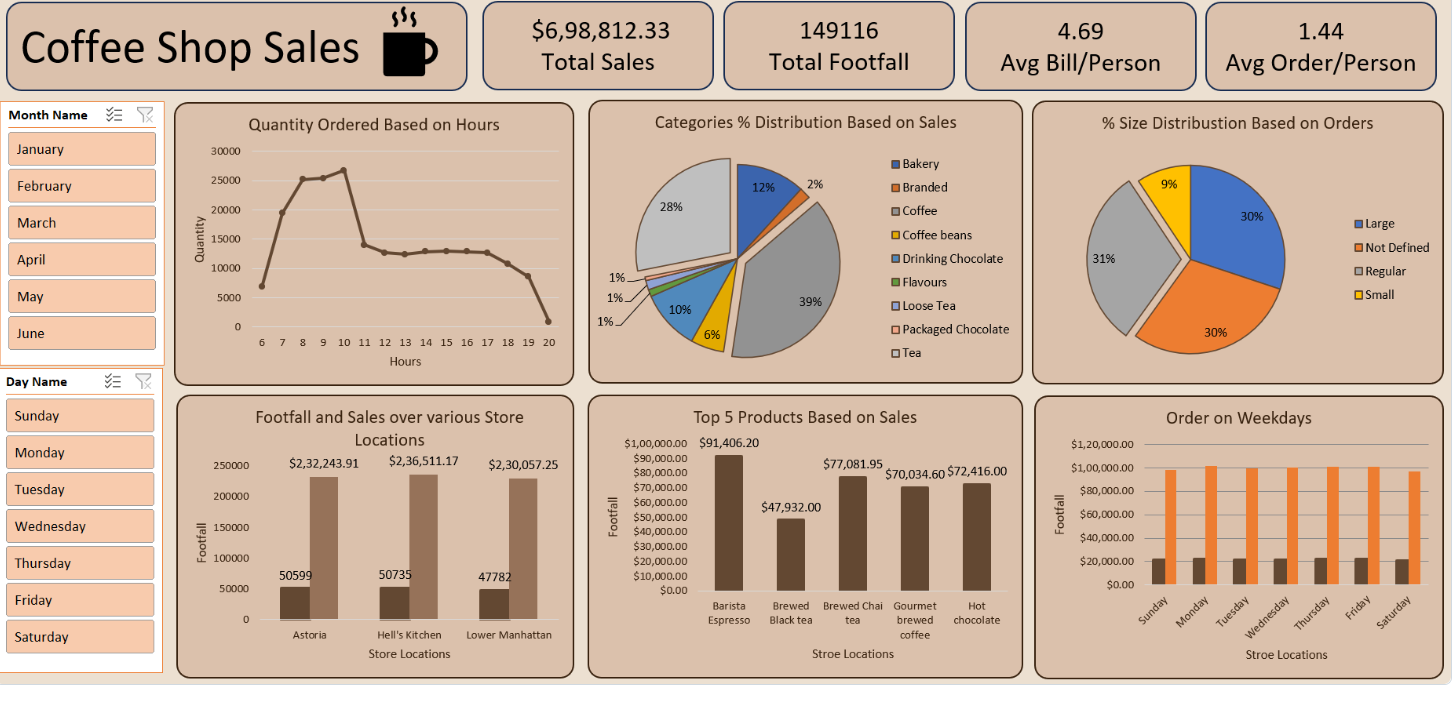 Coffee Shop Sales
$6,98,812.33
Total Sales
149116
Total Footfall
4.69
Avg Bill/Person
1.44
Avg Order/Person
Month Name
January
February
March
April
May
June
Day Name
Sunday
Monday
Tuesday
Wednesday
Thursday
Friday
Saturday
Quantity Ordered Based on Hours
30000
25000
20000
15000
10000
5000
0
Quantity
6 7 8 9 10 11 12 13 14 15 16 17 18 19 20
Hours
Categories % Distribution Based on Sales
12%
2%
39%
6%
10%
1%
1%
1%
28%
Bakery
Branded
Coffee
Coffee beans
Drinking Chocolate
Flavours
Loose Tea
Packaged Chocolate
Tea
% Size Distribustion Based on Orders
30%
30%
31%
9%
Large
Not Defined
Regular
Small
Footfall and Sales over various Store
Locations
250000
200000
150000
100000
50000
0
Footfall
$2,32,243.91
$2,36,511.17
$2,30,057.25
50599
50735
47782
Astoria
Hell's Kitchen
Lower Manhattan
Store Locations
Top 5 Products Based on Sales
$1,00,000.00
$90,000.00
$80,000.00
$70,000.00
$60,000.00
$50,000.00
$40,000.00
$30,000.00
$20,000.00
$10,000.00
$0.00
Footfall
$91,406.20
$47,932.00
$77,081.95
$70,034.60
$72,416.00
Barista
Espresso
Brewed
Black tea
Brewed Chai
tea
Gourmet
brewed
coffee
Hot
chocolate
Stroe Locations
Order on Weekdays
$1,20,000.00
$1,00,000.00
$80,000.00
$60,000.00
$40,000.00
$20,000.00
$0.00
Footfall
Sunday
Monday
Tuesday
Wednesday
Thursday
Friday
Saturday
Stroe Locations